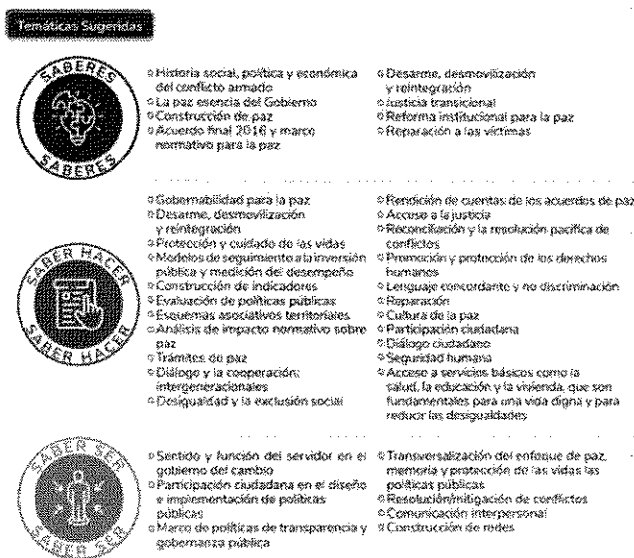 Temáticas Sugeridas
SABERES
SABERES
Historia social, política y económica
del conflicto armado
La paz esencia del Gobierno
Construcción de paz
Acuerdo final 2016 y marco
normativo para la paz
Desarme, desmovilización
y reintegración
Justicia transicional
Reforma institucional para la paz
Reparación a las víctimas
SABER HACER
SABER HACER
Gobernabilidad para la paz
Desarme, desmovilización
y reintegración
Protección y cuidado de las vidas
Modelos de seguimiento a la inversión
pública y medición del desempeño
Construcción de indicadores
Evaluación de políticas públicas
Esquemas asociativos territoriales
Análisis de impacto normativo sobre
paz
Trámites de paz
Diálogo y la cooperación;
intergeneracionales
Desigualdad y la exclusión social
Rendición de cuentas de los acuerdos de paz
Acceso a la justicia
Reconciliación y la resolución pacífica de
conflictos
Promoción y protección de los derechos
humanos
Lenguaje concordante y no discriminación
Reparación
Cultura de la paz
Participación ciudadana
Diálogo ciudadano
Seguridad humana
Acceso a servicios básicos como la
salud, la educación y la vivienda, que son
fundamentales para una vida digna y para
reducir las desigualdades
SABER SER
SABER SER
Sentido y función del servidor en el
gobierno del cambio
Participación ciudadana en el diseño
e implementación de políticas
públicas
Marco de políticas de transparencia y
gobernanza pública
Transversalización del enfoque de paz,
memoria y protección de las vidas las
políticas públicas
Resolución/mitigación de conflictos
Comunicación interpersonal
Construcción de redes